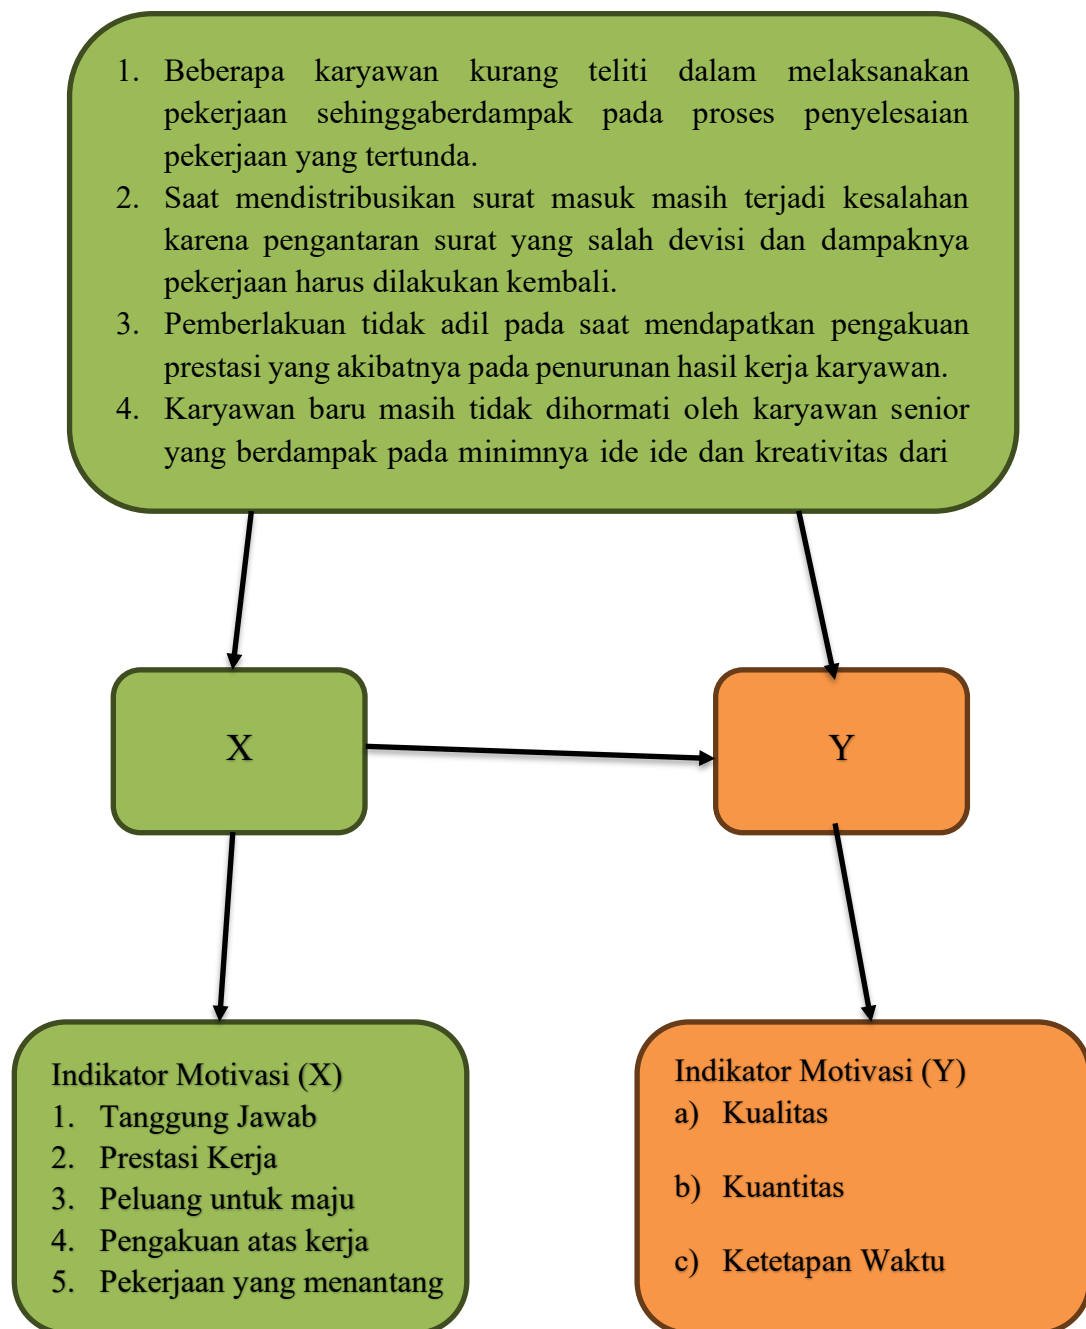 1. Beberapa karyawan kurang teliti dalam melaksanakan
pekerjaan sehinggaberdampak pada proses penyelesaian
pekerjaan yang tertunda.
2. Saat mendistribusikan surat masuk masih terjadi kesalahan
karena pengantaran surat yang salah devisi dan dampaknya
pekerjaan harus dilakukan kembali.
3. Pemberlakuan tidak adil pada saat mendapatkan pengakuan
prestasi yang akibatnya pada penurunan hasil kerja karyawan.
4. Karyawan baru masih tidak dihormati oleh karyawan senior
yang berdampak pada minimnya ide ide dan kreativitas dari
X
Y
Indikator Motivasi (X)
1. Tanggung Jawab
2. Prestasi Kerja
3. Peluang untuk maju
4. Pengakuan atas kerja
5. Pekerjaan yang menantang
Indikator Motivasi (Y)
a) Kualitas
b) Kuantitas
c) Ketetapan Waktu